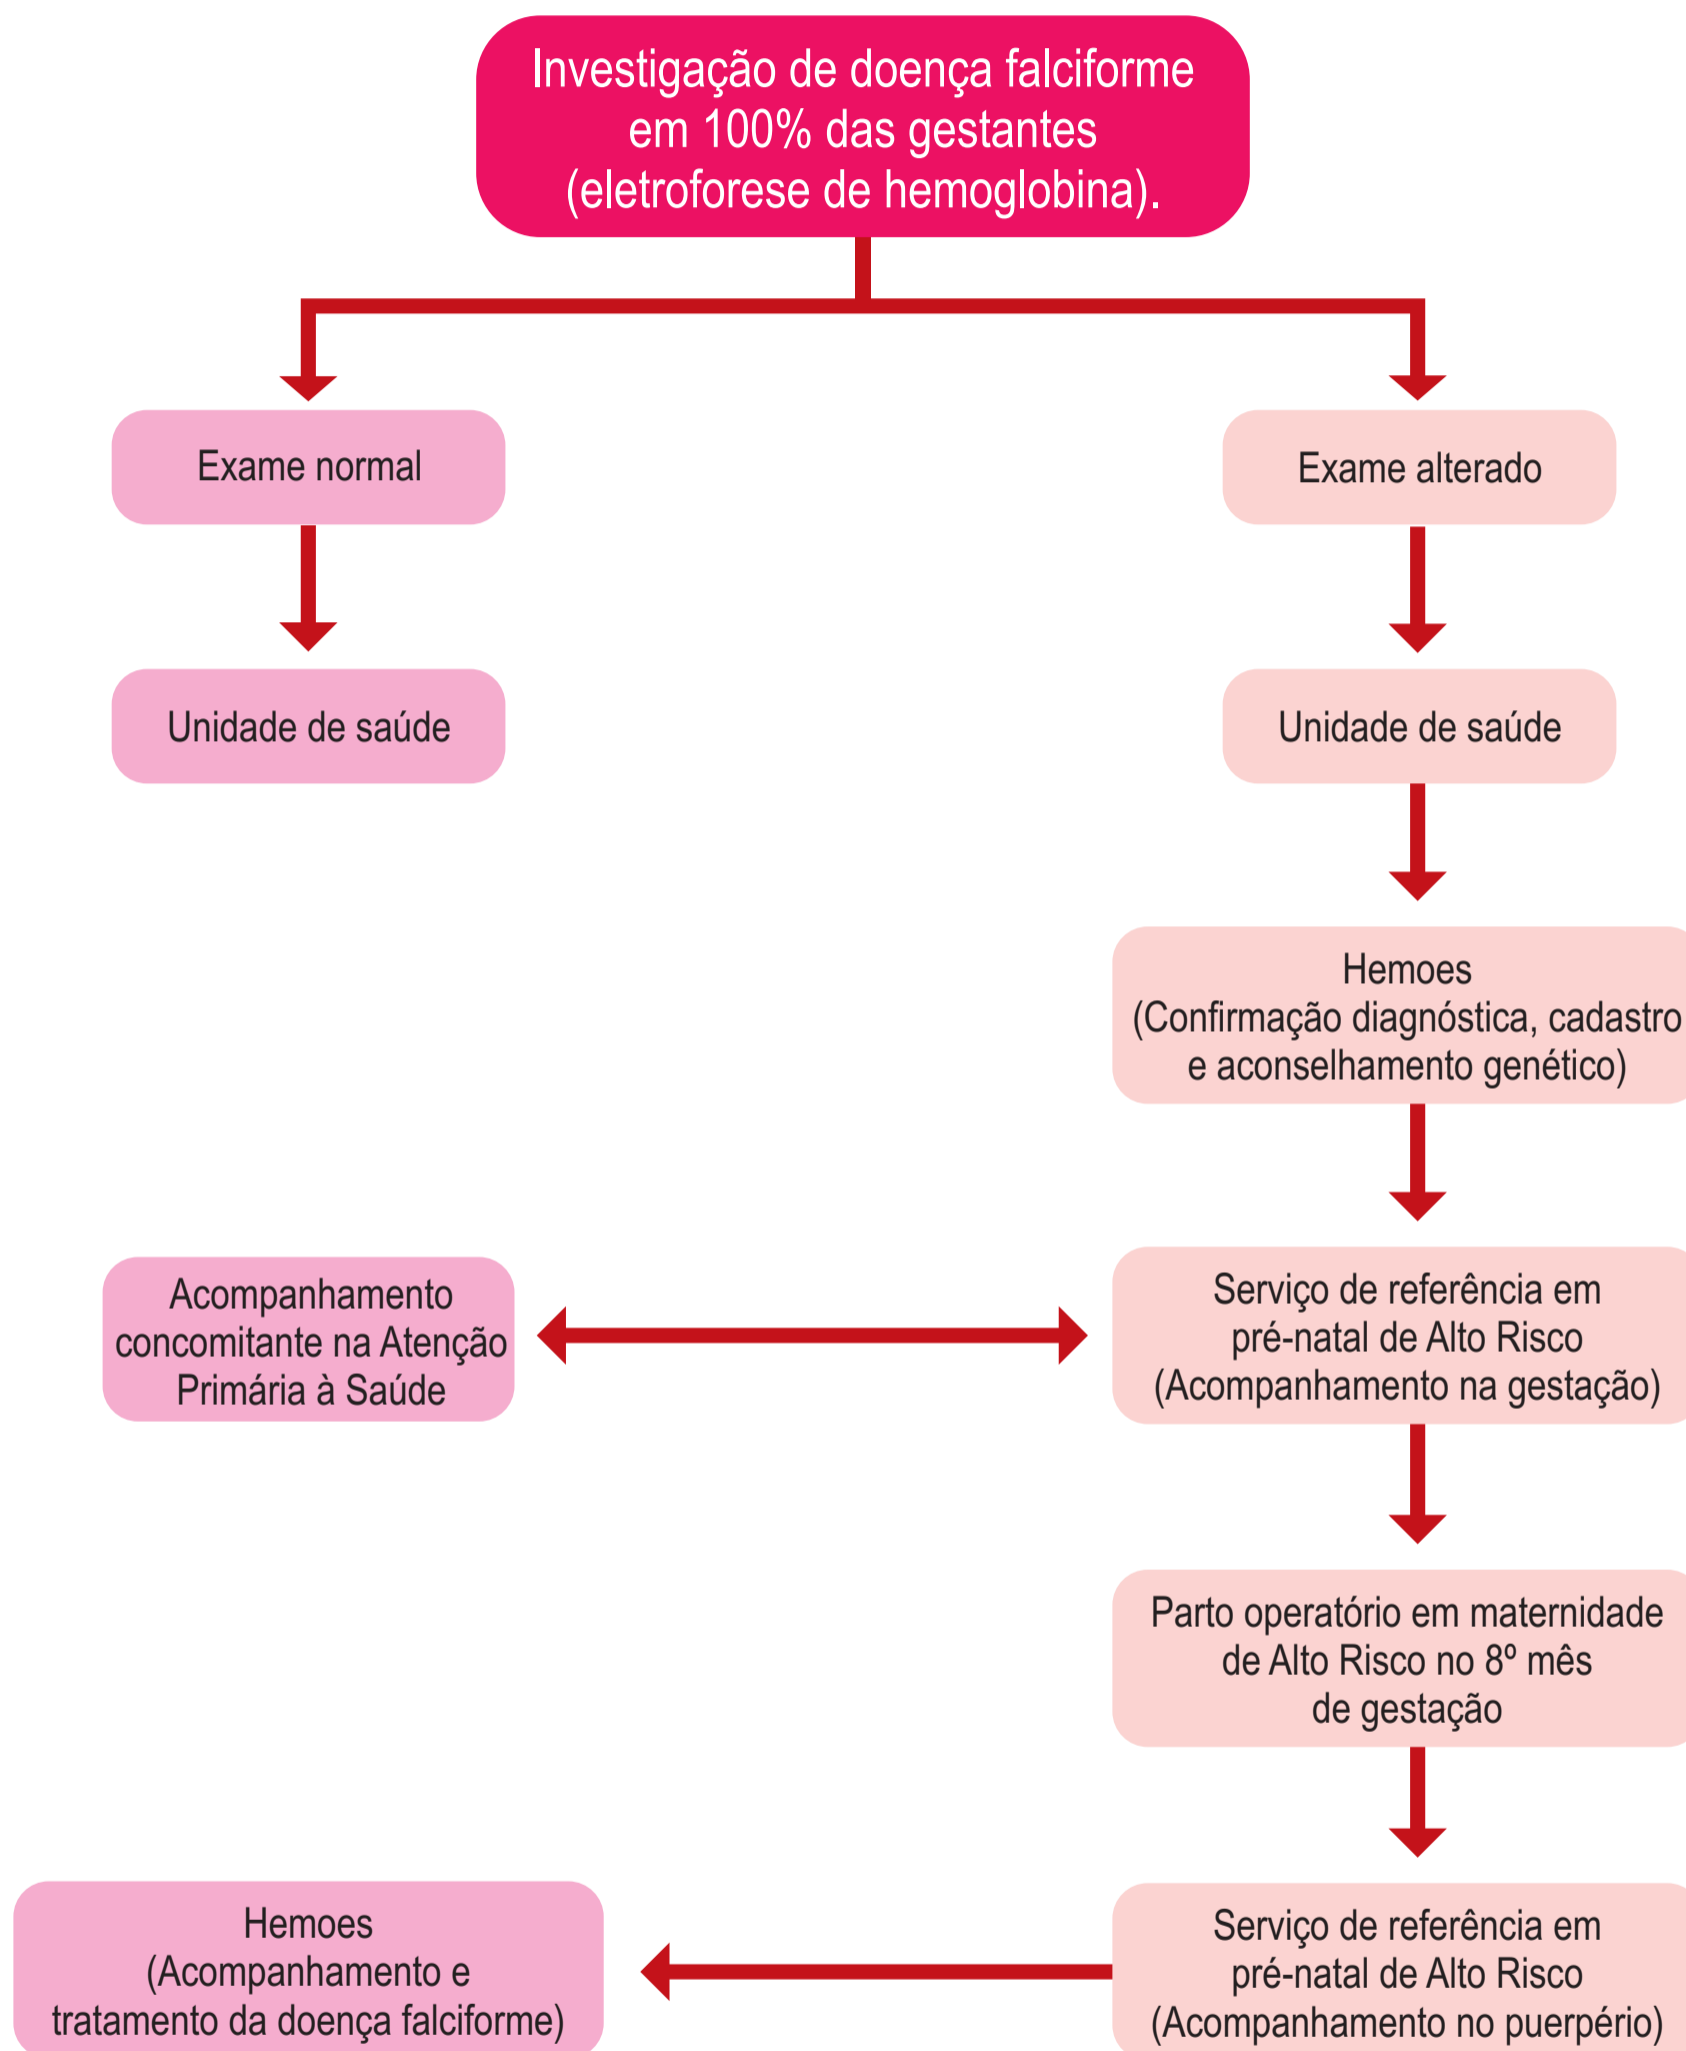 Investigação de doença falciforme
em 100% das gestantes
(eletroforese de hemoglobina).
Exame normal
Exame alterado
Unidade de saúde
Unidade de saúde
Hemoes
(Confirmação diagnóstica, cadastro
e aconselhamento genético)
Acompanhamento
concomitante na Atenção
Primária à Saúde
Serviço de referência em
pré-natal de Alto Risco
(Acompanhamento na gestação)
Parto operatório em maternidade
de Alto Risco no 8º mês
de gestação
Hemoes
(Acompanhamento e
tratamento da doença falciforme)
Serviço de referência em
pré-natal de Alto Risco
(Acompanhamento no puerpério)